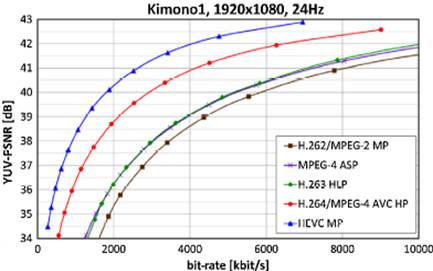 Kimono1, 1920x1080, 24Hz
43
42
41
40
39
38
37
36
35
34
YUV-PSNR [dB]
H.262/MPEG-2 MP
MPEG-4 ASP
H.263 HLP
H.264/MPEG-4 AVC HP
HEVC MP
0
2000
4000
6000
8000
10000
bit-rate [kbit/s]